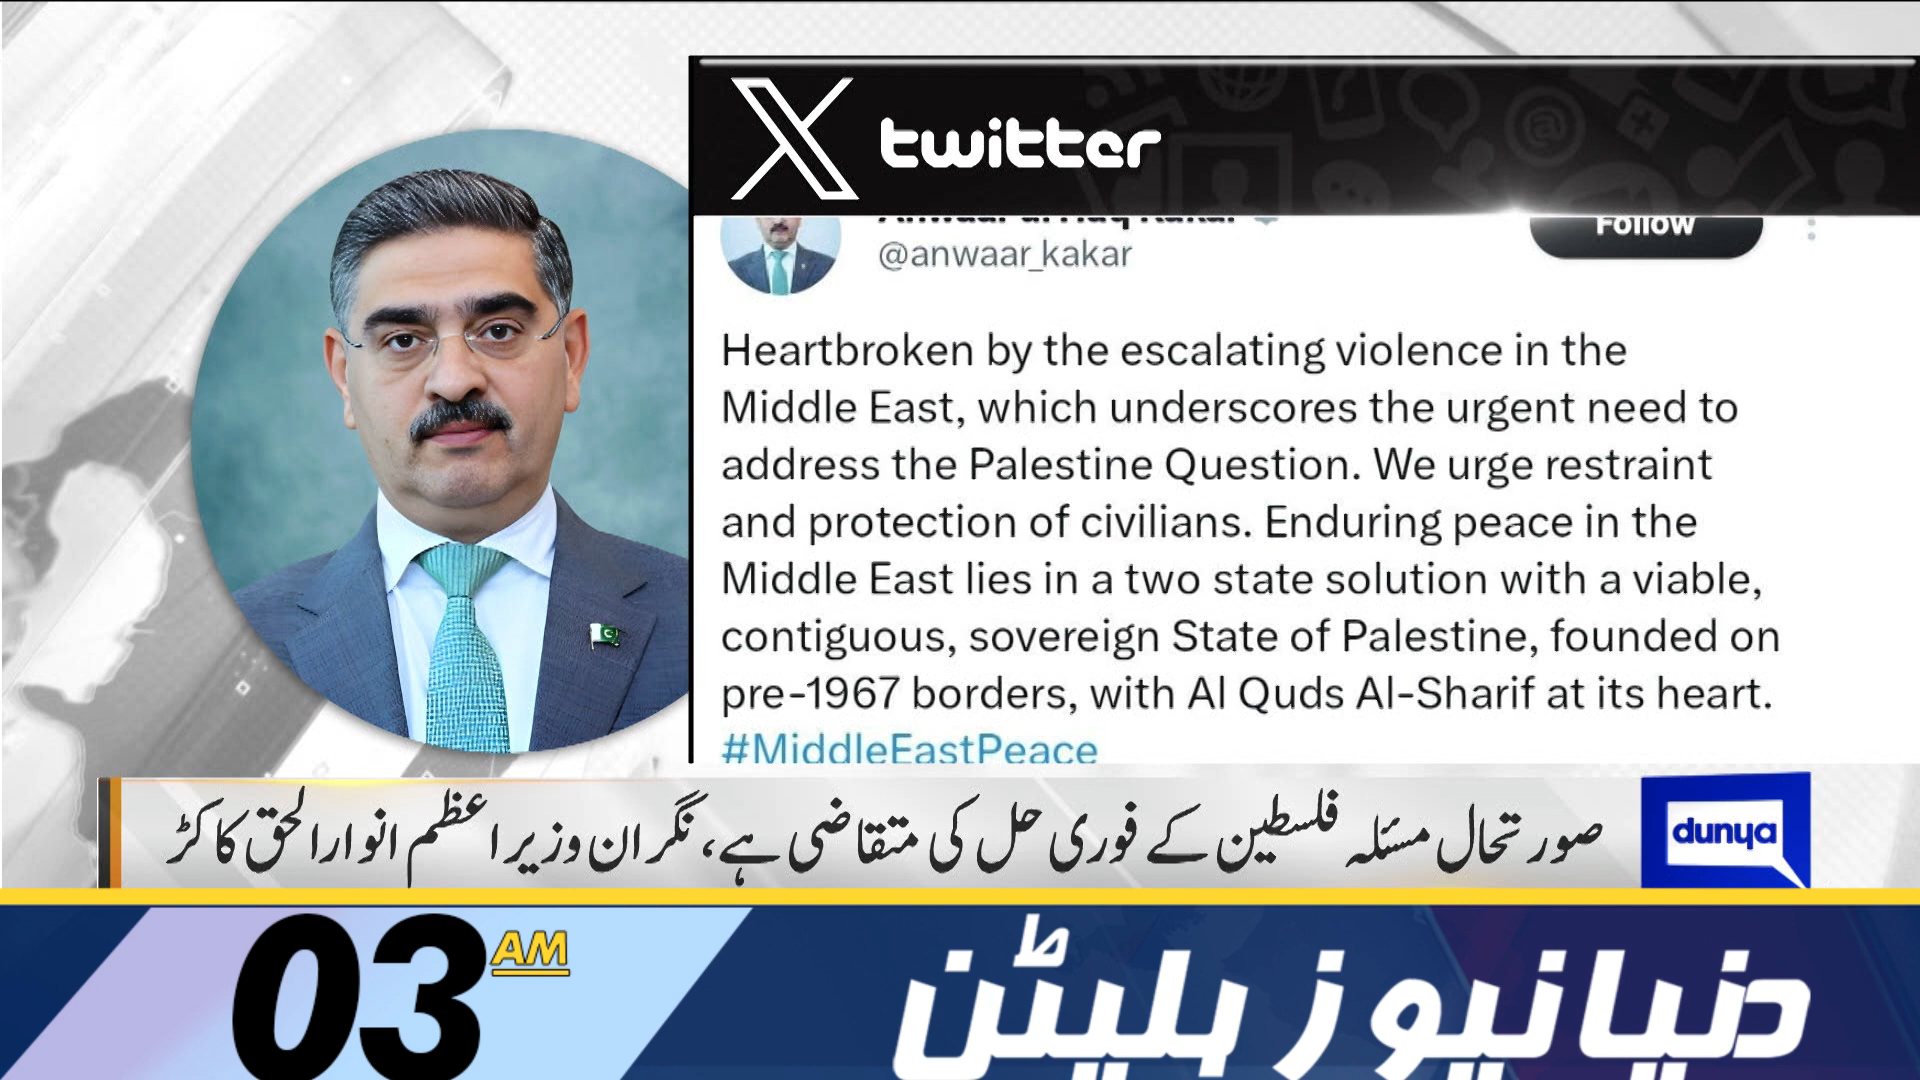 twitter
Anwaar ul Haq Kakar
Follow
@anwaar_kakar
Heartbroken by the escalating violence in the
Middle East, which underscores the urgent need to
address the Palestine Question. We urge restraint
and protection of civilians. Enduring peace in the
Middle East lies in a two state solution with a viable,
contiguous, sovereign State of Palestine, founded on
pre-1967 borders, with Al Quds Al-Sharif at its heart.
#MiddleEastPeace
صورتحال مسئلہ فلسطین کے فوری حل کی متقاضی ہے، نگران وزیراعظم انوارالحق کاکڑ
dunya
03 AM
دنیا نیوز بلیٹن